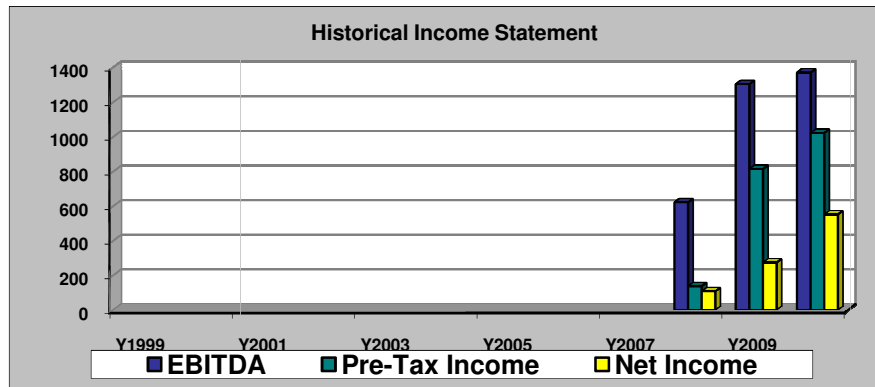 Historical Income Statement
1400
1200
1000
800
600
400
200
0
Y1999 Y2001 Y2003 Y2005 Y2007 Y2009
EBITDA Pre-Tax Income Net Income